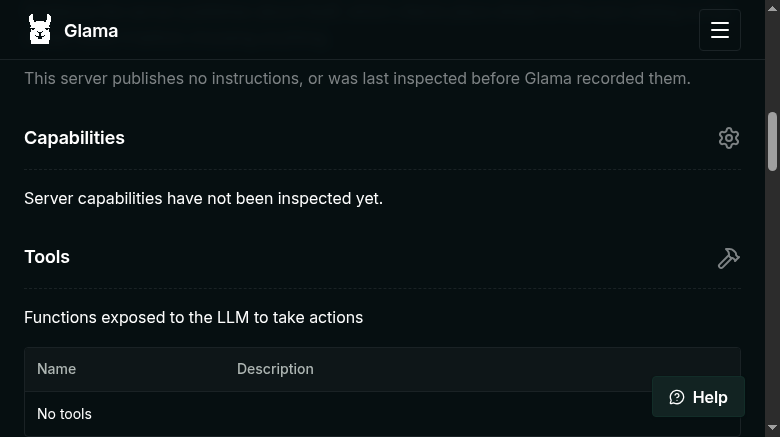 Glama
This server publishes no instructions, or was last inspected before Glama recorded them.
Capabilities
Server capabilities have not been inspected yet.
Tools
Functions exposed to the LLM to take actions
Name Description
No tools
Help